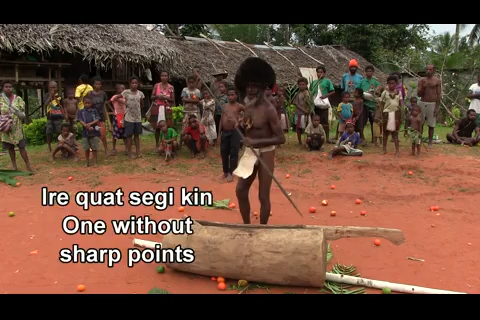 Ire quat segi kin
One without
sharp points